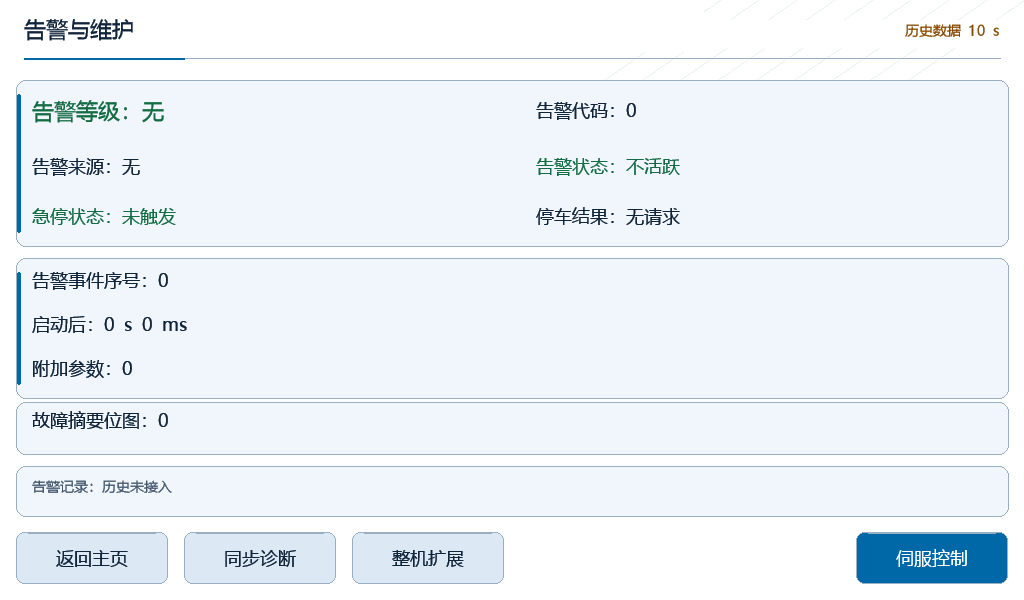 告警与维护
历史数据 10 s
告警等级：无
告警代码：0
告警来源：无
告警状态：不活跃
急停状态：未触发
停车结果：无请求
告警事件序号：0
启动后：0 s 0 ms
附加参数：0
故障摘要位图：0
告警记录：历史未接入
返回主页
同步诊断
整机扩展
伺服控制